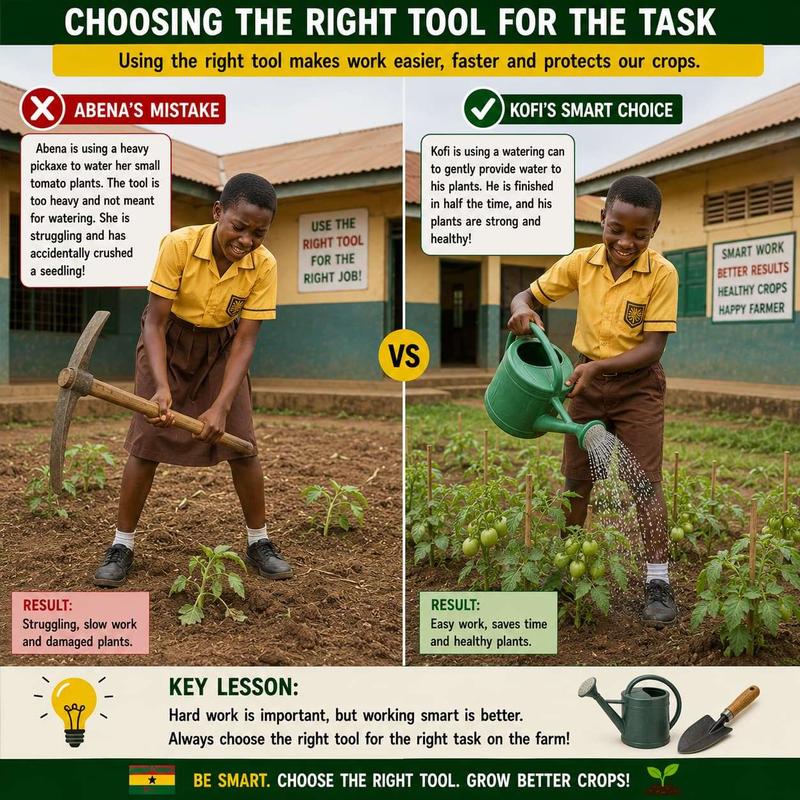 CHOOSING THE RIGHT TOOL FOR THE TASK
Using the right tool makes work easier, faster and protects our crops.
ABENA'S MISTAKE
Abena is using a heavy
pickaxe to water her small
tomato plants. The tool is
too heavy and not meant
for watering. She is
struggling and has
accidentally crushed
a seedling!
USE THE
RIGHT TOOL
FOR THE
RIGHT JOB!
RESULT:
Struggling, slow work
and damaged plants.
VS
KOFI'S SMART CHOICE
Kofi is using a watering can
to gently provide water to
his plants. He is finished
in half the time, and his
plants are strong and
healthy!
SMART WORK
BETTER RESULTS
HEALTHY CROPS
HAPPY FARMER
RESULT:
Easy work, saves time
and healthy plants.
KEY LESSON:
Hard work is important, but working smart is better.
Always choose the right tool for the right task on the farm!
BE SMART. CHOOSE THE RIGHT TOOL. GROW BETTER CROPS!